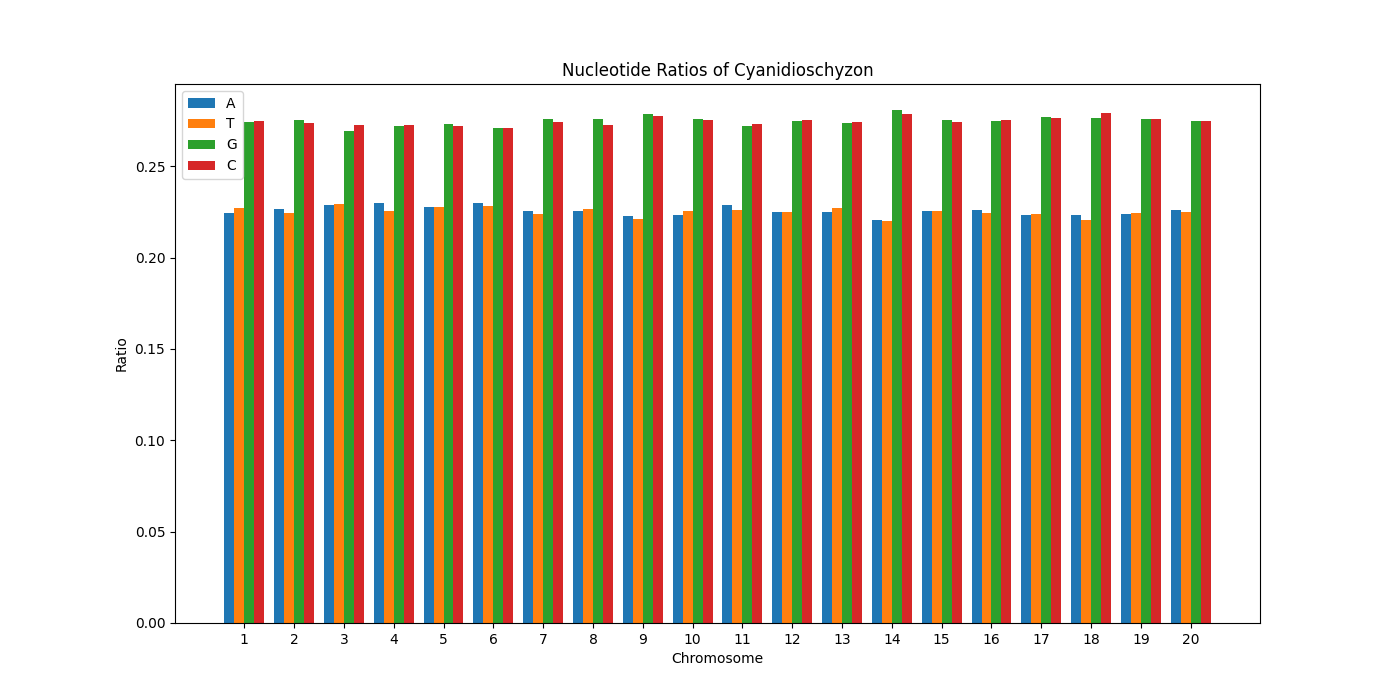 Nucleotide Ratios of Cyanidioschyzon
A
T
G
C
0.25
0.20
0.15
0.10
0.05
0.00
Ratio
1 2 3 4 5 6 7 8 9 10 11 12 13 14 15 16 17 18 19 20
Chromosome